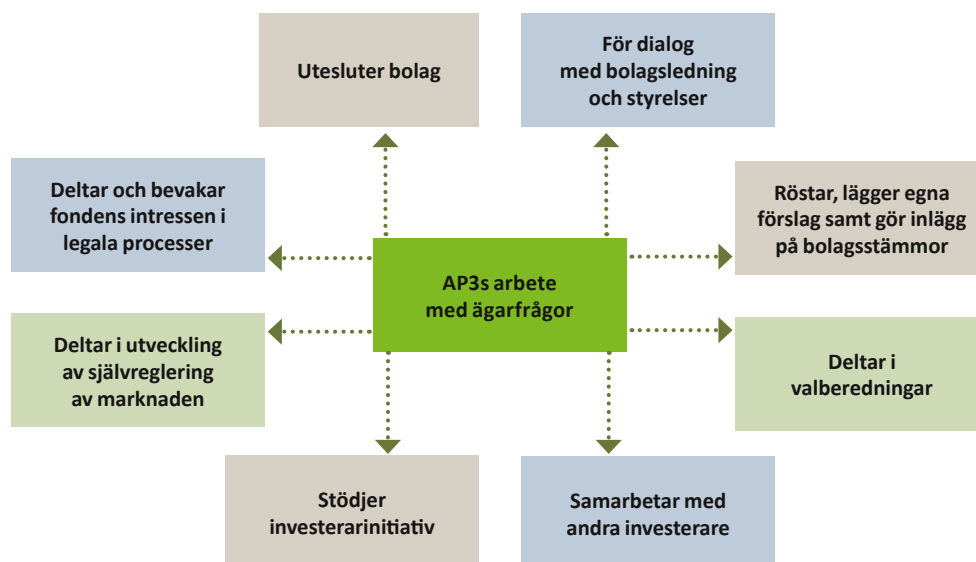 Utesluter bolag
För dialog
med bolagsledning
och styrelser
Deltar och bevakar
fondens intressen i
legala processer
Röstar, lägger egna
förslag samt gör inlägg
på bolagsstämmor
AP3s arbete
med ägarfrågor
Deltar i utveckling
av självreglering
av marknaden
Deltar i
valberedningar
Stödjer
investerarinitiativ
Samarbetar med
andra investerare